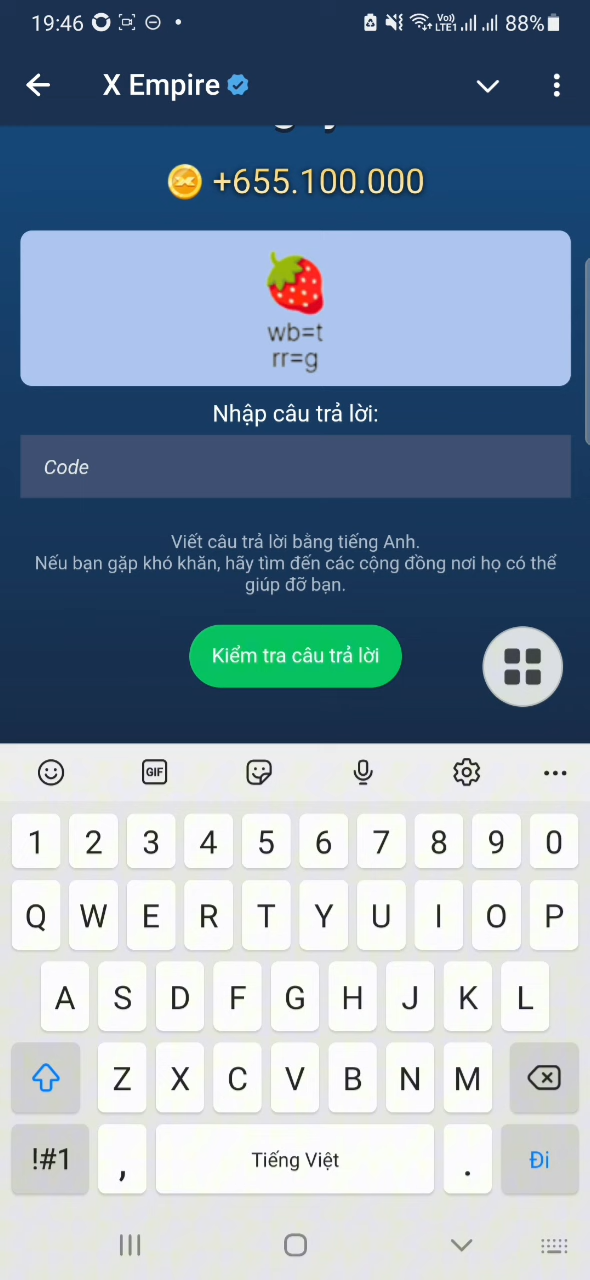 19:46 Vo)) LTE1 88%
X Empire
+655.100.000
wb=t
rr=g
Nhập câu trả lời:
Code
Viết câu trả lời bằng tiếng Anh.
Nếu bạn gặp khó khăn, hãy tìm đến các cộng đồng nơi họ có thể
giúp đỡ bạn.
Kiểm tra câu trả lời
GIF
1 2 3 4 5 6 7 8 9 0
Q W E R T Y U I O P
A S D F G H J K L
Z X C V B N M
!#1 , Tiếng Việt . Đi